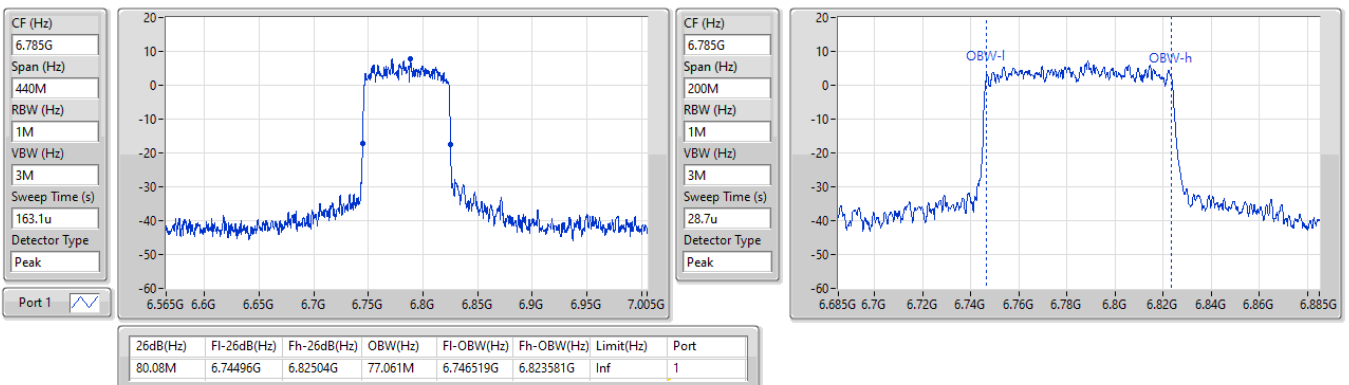 CF (Hz)
6.785G
Span (Hz)
440M
RBW (Hz)
1M
VBW (Hz)
3M
Sweep Time (s)
163.1u
Detector Type
Peak
Port 1
20
10
0
-10
-20
-30
-40
-50
-60
6.565G 6.6G 6.65G 6.7G 6.75G 6.8G 6.85G 6.9G 6.95G 7.005G
CF (Hz)
6.785G
Span (Hz)
200M
RBW (Hz)
1M
VBW (Hz)
3M
Sweep Time (s)
28.7u
Detector Type
Peak
20
10
0
-10
-20
-30
-40
-50
-60
OBW-l OBW-h
6.685G 6.7G 6.72G 6.74G 6.76G 6.78G 6.8G 6.82G 6.84G 6.86G 6.885G
26dB(Hz) Fl-26dB(Hz) Fh-26dB(Hz) OBW(Hz) Fl-OBW(Hz) Fh-OBW(Hz) Limit(Hz) Port
80.08M 6.74496G 6.82504G 77.061M 6.746519G 6.823581G Inf 1